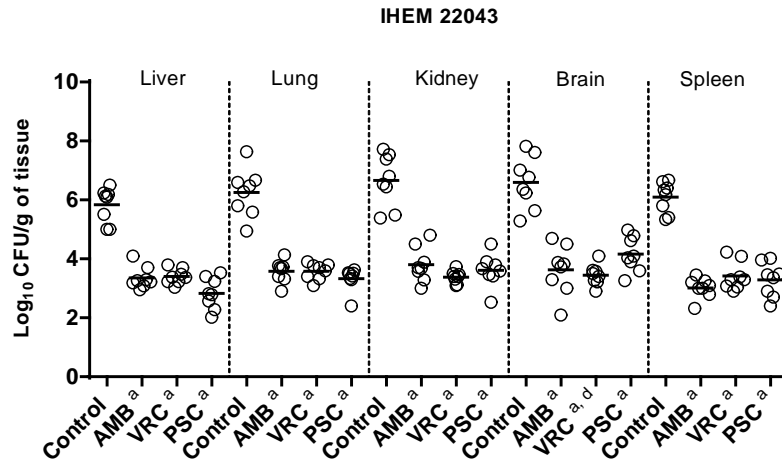 IHEM 22043
Liver Lung Kidney Brain Spleen
Log10 CFU/g of tissue
10
8
6
4
2
0
Control AMB a VRC a PSC a Control AMB a VRC a PSC a Control AMB a VRC a PSC a Control AMB a VRC a, d PSC a Control AMB a VRC a PSC a